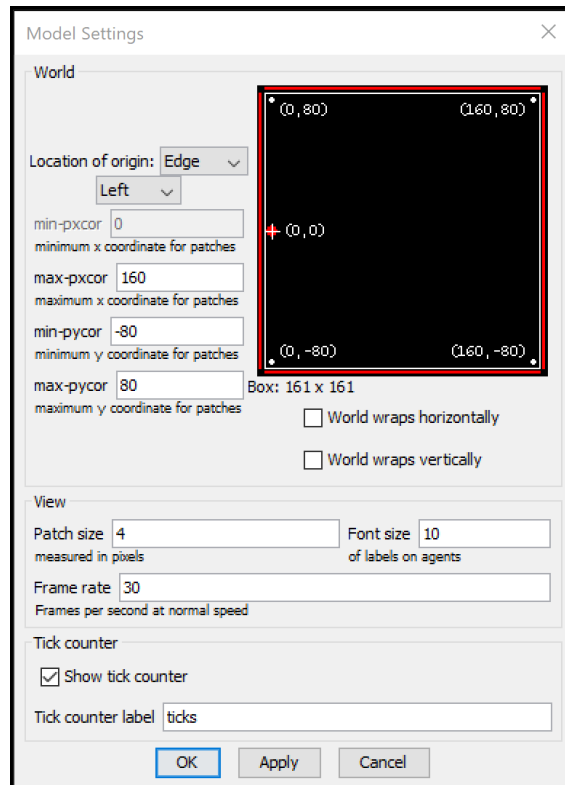 Model Settings
World
(0,80) (160,80)
Location of origin: Edge
Left
(0,0)
min-pxcor 0
minimum x coordinate for patches
max-pxcor 160
maximum x coordinate for patches
min-pycor -80
minimum y coordinate for patches
(0,-80) (160,-80)
max-pycor 80
maximum y coordinate for patches
Box: 161 x 161
World wraps horizontally
World wraps vertically
View
Patch size 4
measured in pixels
Font size 10
of labels on agents
Frame rate 30
Frames per second at normal speed
Tick counter
Show tick counter
Tick counter label ticks
OK Apply Cancel